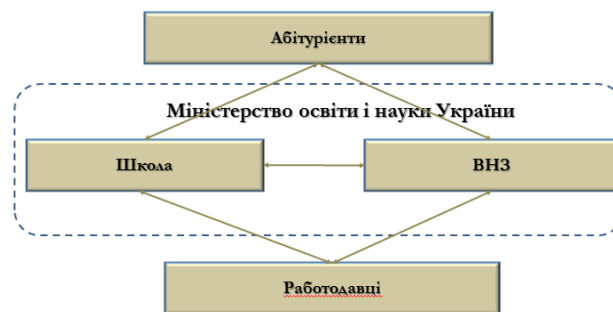 Абітурієнти
Міністерство освіти і науки України
Школа
ВНЗ
Работодавці